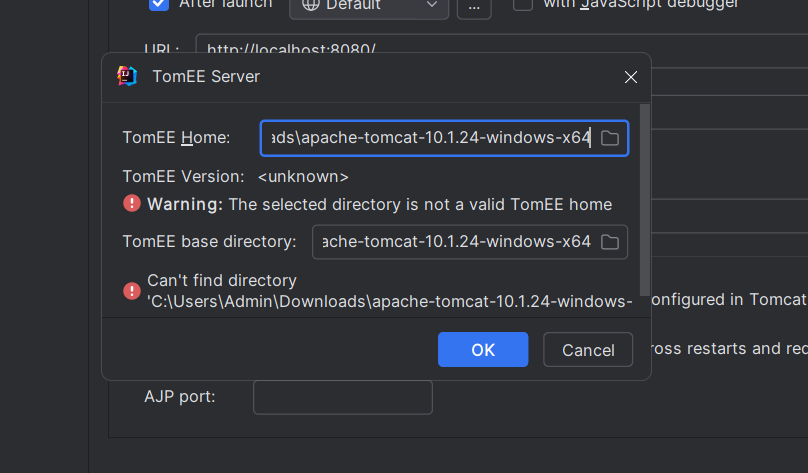 After launch
Default
...
with JavaScript debugger
URL:
http://localhost:8080/
TomEE Server
TomEE Home:
ads\apache-tomcat-10.1.24-windows-x64
TomEE Version: <unknown>
Warning: The selected directory is not a valid TomEE home
TomEE base directory:
ache-tomcat-10.1.24-windows-x64
Can't find directory
'C:\Users\Admin\Downloads\apache-tomcat-10.1.24-windows-
onfigured in Tomcat
OK
Cancel
ross restarts and red
AJP port: